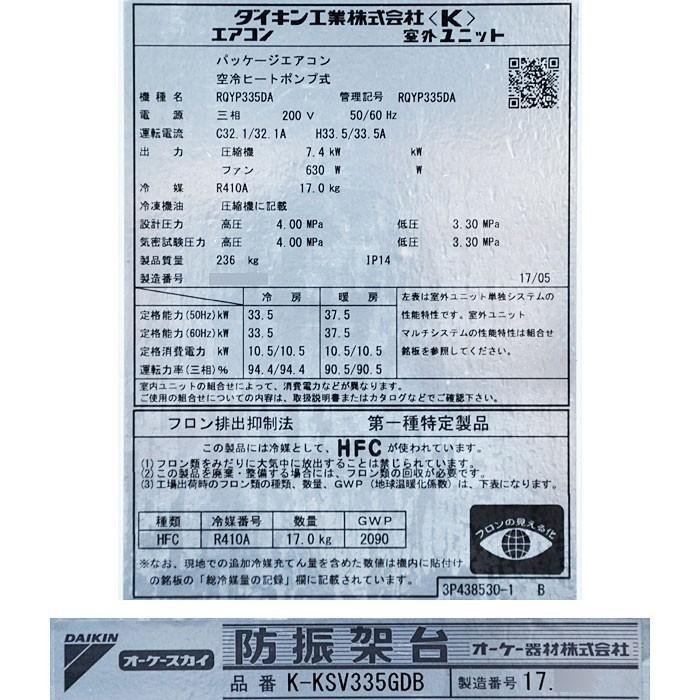 ダイキン工業株式会社〈K〉
エアコン 室外ユニット
パッケージエアコン
空冷ヒートポンプ式
機種名 RQYP335DA 管理記号 RQYP335DA
電源 三相 200 V 50/60 Hz
運転電流 C32.1/32.1A H33.5/33.5A
出力 圧縮機 7.4 kW kW
ファン 630 W W
冷媒 R410A 17.0 kg
冷凍機油 圧縮機に記載
設計圧力 高圧 4.00 MPa 低圧 3.30 MPa
気密試験圧力 高圧 4.00 MPa 低圧 3.30 MPa
製品質量 236 kg IP14
製造番号 17/05
冷房 暖房
定格能力(50Hz)kW 33.5 37.5
定格能力(60Hz)kW 33.5 37.5
定格消費電力 kW 10.5/10.5 10.5/10.5
運転力率(三相)% 94.4/94.4 90.5/90.5
左表は室外ユニット単独システムの
性能特性です。室外ユニット
マルチシステムの性能特性は組合せ
銘板を参照してください。
室内ユニットの組合せによって、消費電力などが異なります。
ご使用の組合せについての内容は、取扱説明書またはカタログなどでご確認下さい。
フロン排出抑制法 第一種特定製品
この製品には冷媒として、HFCが使われています。
(1)フロン類をみだりに大気中に放出することは禁じられています。
(2)この製品を廃棄・整備する場合には、フロン類の回収が必要です。
(3)工場出荷時のフロン類の種類、数量、GWP(地球温暖化係数)は、下表になります。
種類 冷媒番号 数量 GWP
HFC R410A 17.0kg 2090
フロンの見える化
※なお、現地での追加冷媒充てん量を含めた数値は機内に貼付け
の銘板の「総冷媒量の記録」欄に記載されています。
3P438530-1 B
DAIKIN
オーケースカイ
防振架台 オーケー器材株式会社
品番 K-KSV335GDB 製造番号 17.